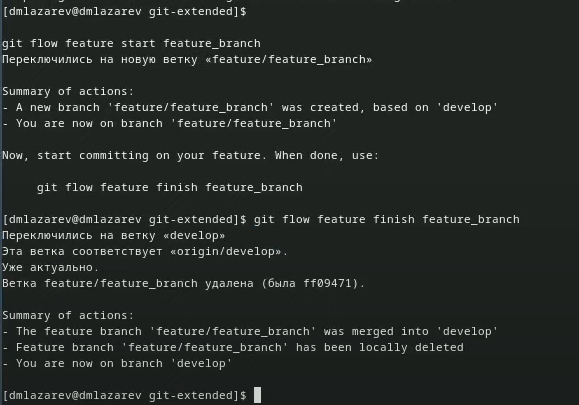 [dmlazarev@dmlazarev git-extended]$
git flow feature start feature_branch
Переключились на новую ветку «feature/feature_branch»
Summary of actions:
- A new branch 'feature/feature_branch' was created, based on 'develop'
- You are now on branch 'feature/feature_branch'
Now, start committing on your feature. When done, use:
git flow feature finish feature_branch
[dmlazarev@dmlazarev git-extended]$ git flow feature finish feature_branch
Переключились на ветку «develop»
Эта ветка соответствует «origin/develop».
Уже актуально.
Ветка feature/feature_branch удалена (была ff09471).
Summary of actions:
- The feature branch 'feature/feature_branch' was merged into 'develop'
- Feature branch 'feature/feature_branch' has been locally deleted
- You are now on branch 'develop'
[dmlazarev@dmlazarev git-extended]$